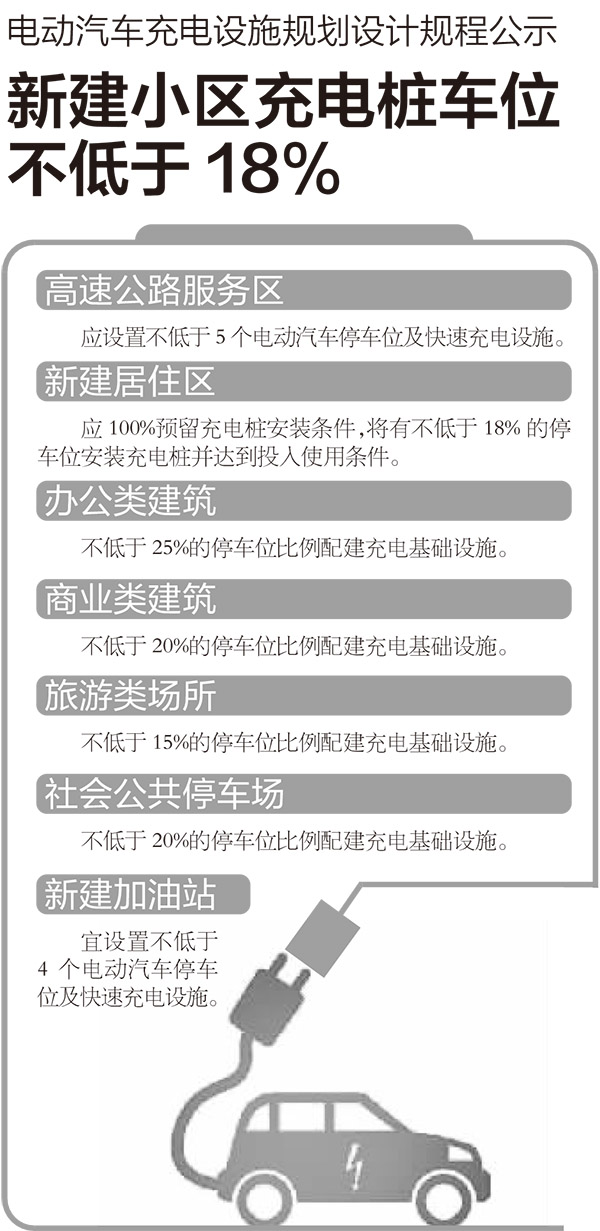 电动汽车充电设施规划设计规程公示
新建小区充电桩车位
不低于18%
高速公路服务区
应设置不低于5个电动汽车停车位及快速充电设施。
新建居住区
应100%预留充电桩安装条件,将有不低于18%的停
车位安装充电桩并达到投入使用条件。
办公类建筑
不低于25%的停车位比例配建充电基础设施。
商业类建筑
不低于20%的停车位比例配建充电基础设施。
旅游类场所
不低于15%的停车位比例配建充电基础设施。
社会公共停车场
不低于20%的停车位比例配建充电基础设施。
新建加油站
宜设置不低于
4个电动汽车停车
位及快速充电设施。